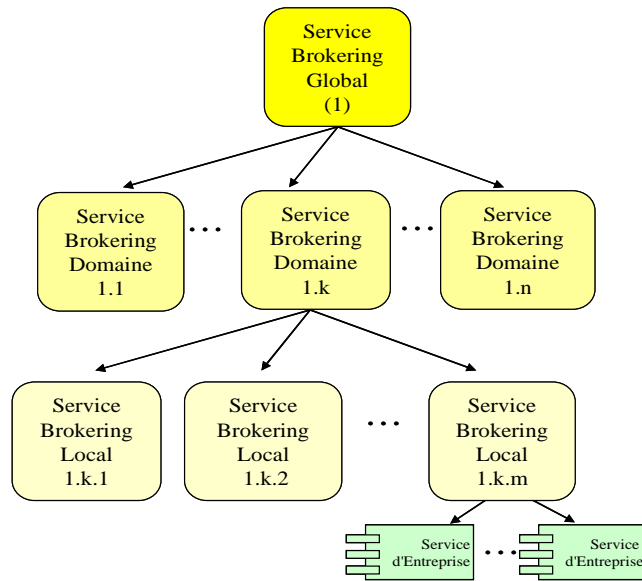 Service
Brokering
Global
(1)
Service
Brokering
Domaine
1.1
...
Service
Brokering
Domaine
1.k
...
Service
Brokering
Domaine
1.n
Service
Brokering
Local
1.k.1
Service
Brokering
Local
1.k.2
...
Service
Brokering
Local
1.k.m
Service
d'Entreprise
...
Service
d'Entreprise